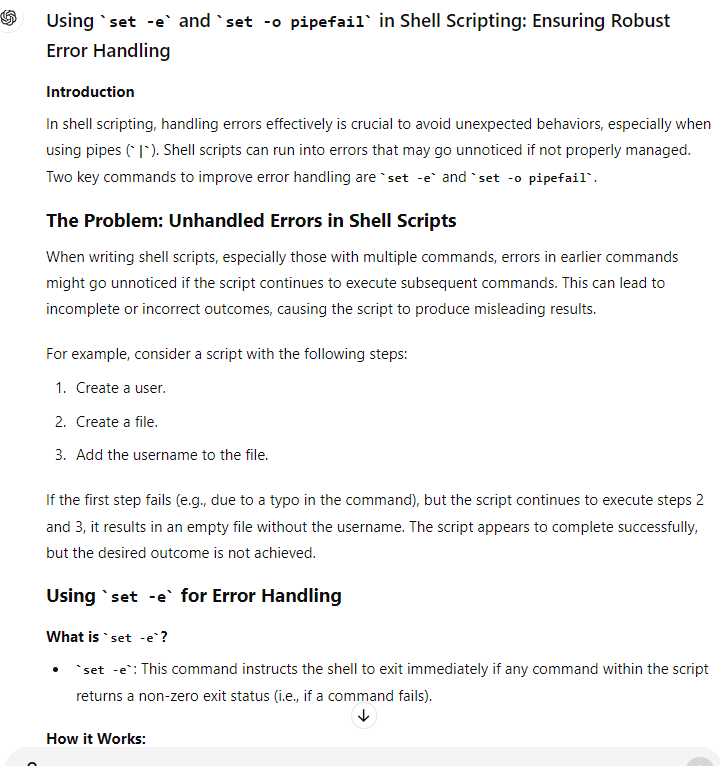 Using `set -e` and `set -o pipefail` in Shell Scripting: Ensuring Robust
Error Handling
Introduction
In shell scripting, handling errors effectively is crucial to avoid unexpected behaviors, especially when
using pipes (`|`). Shell scripts can run into errors that may go unnoticed if not properly managed.
Two key commands to improve error handling are `set -e` and `set -o pipefail`.
The Problem: Unhandled Errors in Shell Scripts
When writing shell scripts, especially those with multiple commands, errors in earlier commands
might go unnoticed if the script continues to execute subsequent commands. This can lead to
incomplete or incorrect outcomes, causing the script to produce misleading results.
For example, consider a script with the following steps:
1. Create a user.
2. Create a file.
3. Add the username to the file.
If the first step fails (e.g., due to a typo in the command), but the script continues to execute steps 2
and 3, it results in an empty file without the username. The script appears to complete successfully,
but the desired outcome is not achieved.
Using `set -e` for Error Handling
What is `set -e`?
• `set -e`: This command instructs the shell to exit immediately if any command within the script
returns a non-zero exit status (i.e., if a command fails).
How it Works: